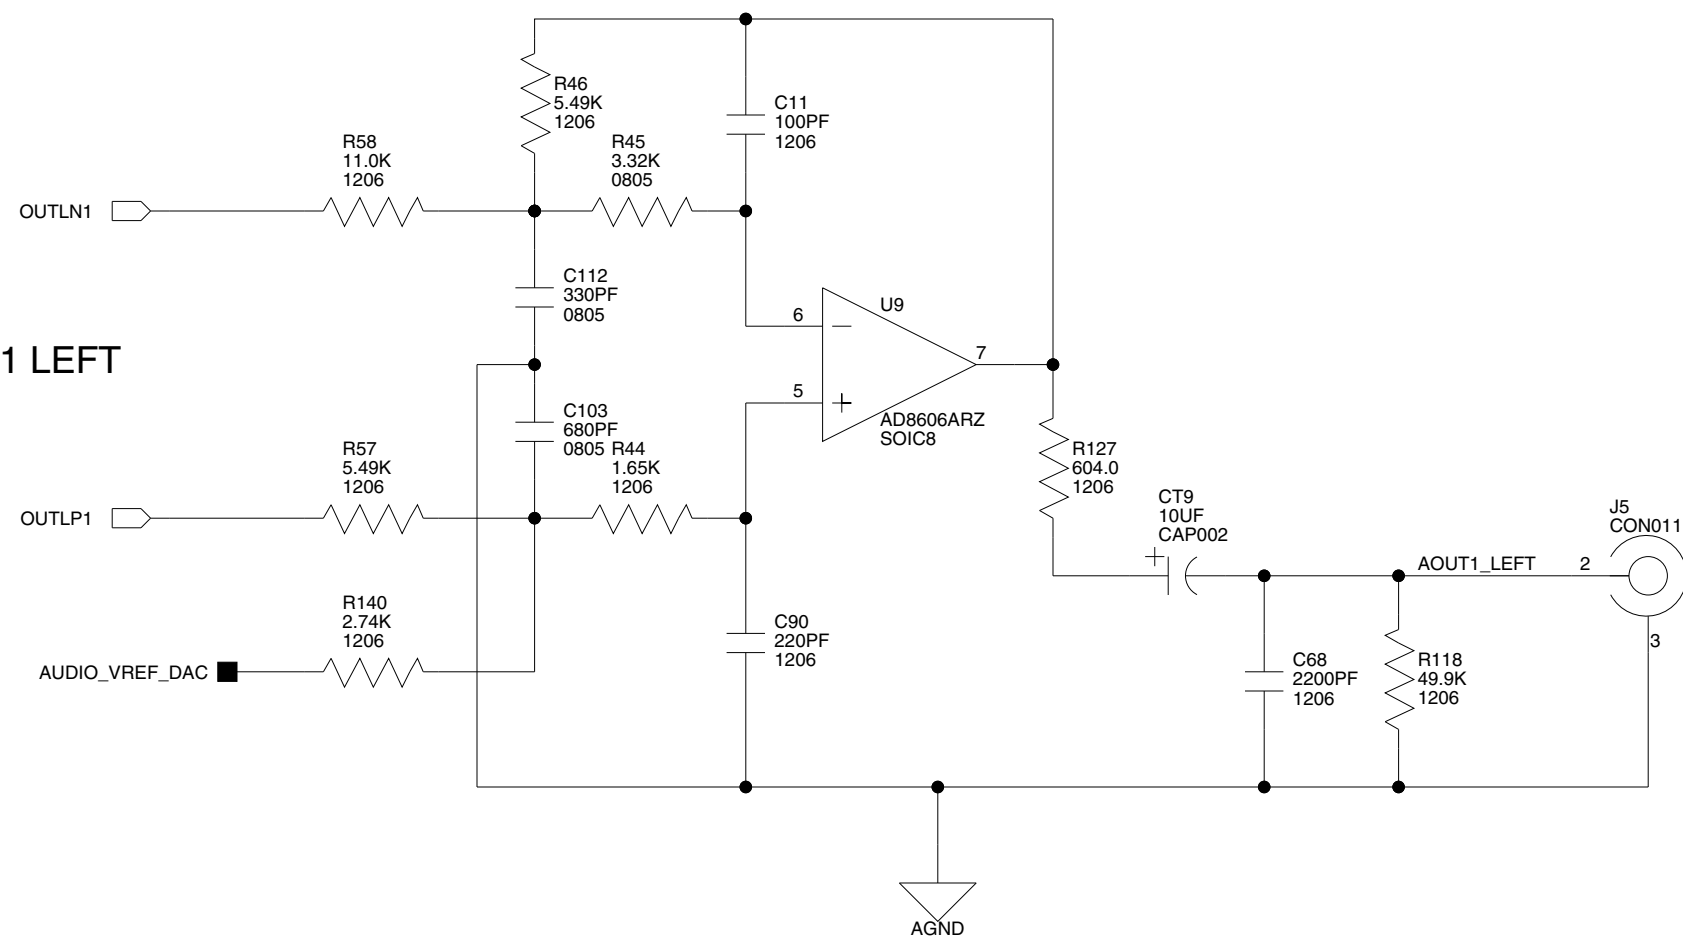 R46
5.49K
1206
C11
100PF
1206
R58
11.0K
1206
R45
3.32K
0805
OUTLN1
C112
330PF
0805
1 LEFT
6
U9
7
5
AD8606ARZ
SOIC8
C103
680PF
0805
R57
5.49K
1206
R44
1.65K
1206
OUTLP1
R127
604.0
1206
CT9
10UF
CAP002
J5
CON011
AOUT1_LEFT
2
3
R140
2.74K
1206
AUDIO_VREF_DAC
C90
220PF
1206
C68
2200PF
1206
R118
49.9K
1206
AGND